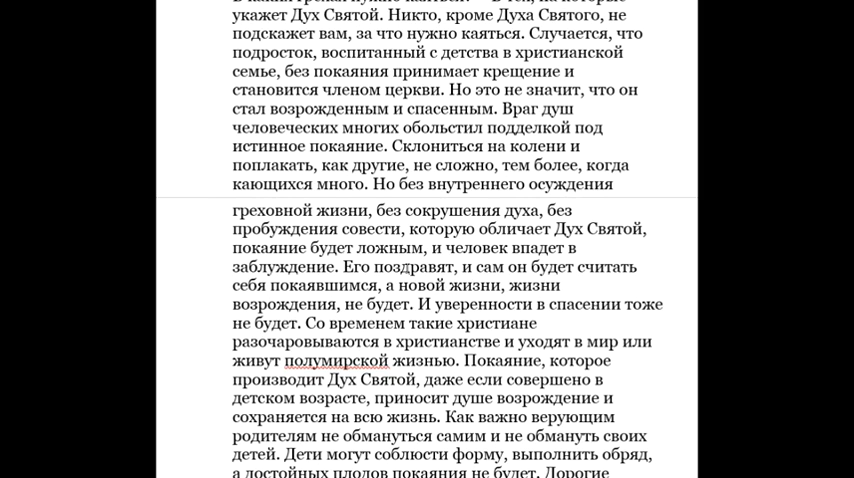 укажет Дух Святой. Никто, кроме Духа Святого, не
подскажет вам, за что нужно каяться. Случается, что
подросток, воспитанный с детства в христианской
семье, без покаяния принимает крещение и
становится членом церкви. Но это не значит, что он
стал возрожденным и спасенным. Враг душ
человеческих многих обольстил подделкой под
истинное покаяние. Склониться на колени и
поплакать, как другие, не сложно, тем более, когда
кающихся много. Но без внутреннего осуждения
греховной жизни, без сокрушения духа, без
пробуждения совести, которую обличает Дух Святой,
покаяние будет ложным, и человек впадет в
заблуждение. Его поздравят, и сам он будет считать
себя покаявшимся, а новой жизни, жизни
возрождения, не будет. И уверенности в спасении тоже
не будет. Со временем такие христиане
разочаровываются в христианстве и уходят в мир или
живут полумирской жизнью. Покаяние, которое
производит Дух Святой, даже если совершено в
детском возрасте, приносит душе возрождение и
сохраняется на всю жизнь. Как важно верующим
родителям не обмануться самим и не обмануть своих
детей. Дети могут соблюсти форму, выполнить обряд,
а достойных плодов покаяния не будет. Дорогие